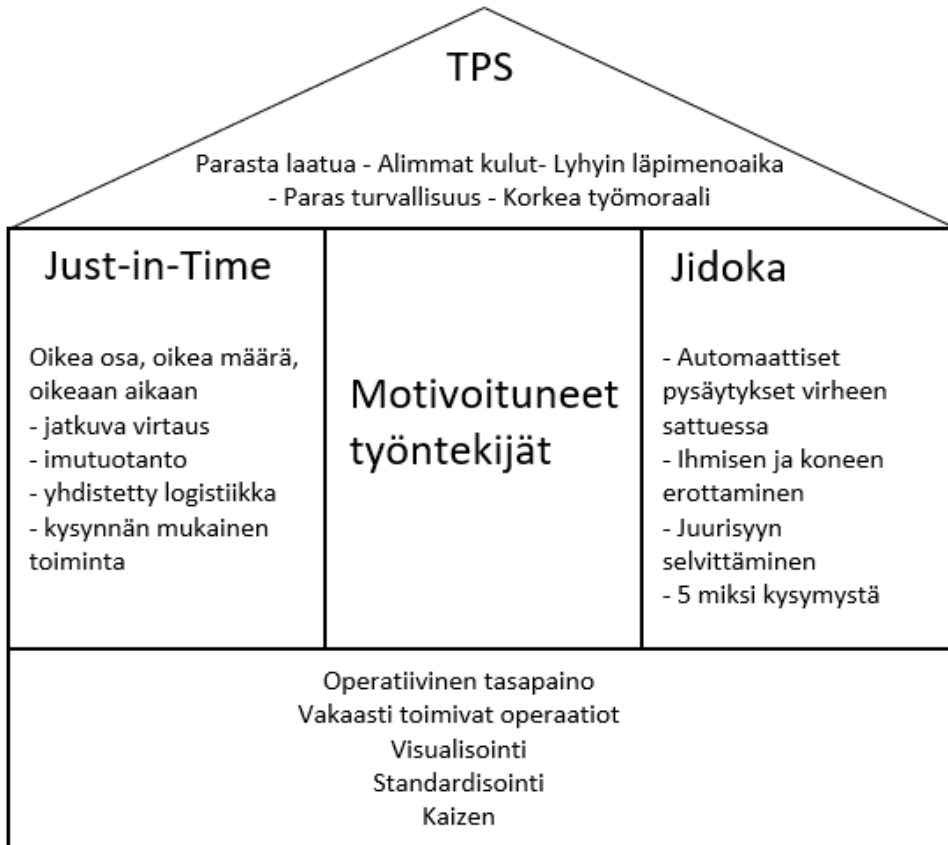 TPS
Parasta laatua - Alimmat kulut- Lyhyin läpimenoaika
- Paras turvallisuus - Korkea työmoraali
Just-in-Time
Oikea osa, oikea määrä,
oikeaan aikaan
- jatkuva virtaus
- imutuotanto
- yhdistetty logistiikka
- kysynnän mukainen
toiminta
Motivoituneet
työntekijät
Jidoka
- Automaattiset
pysäytykset virheen
sattuessa
- Ihmisen ja koneen
erottaminen
- Juurisyyn
selvittäminen
- 5 miksi kysymystä
Operatiivinen tasapaino
Vakaasti toimivat operaatiot
Visualisointi
Standardisointi
Kaizen